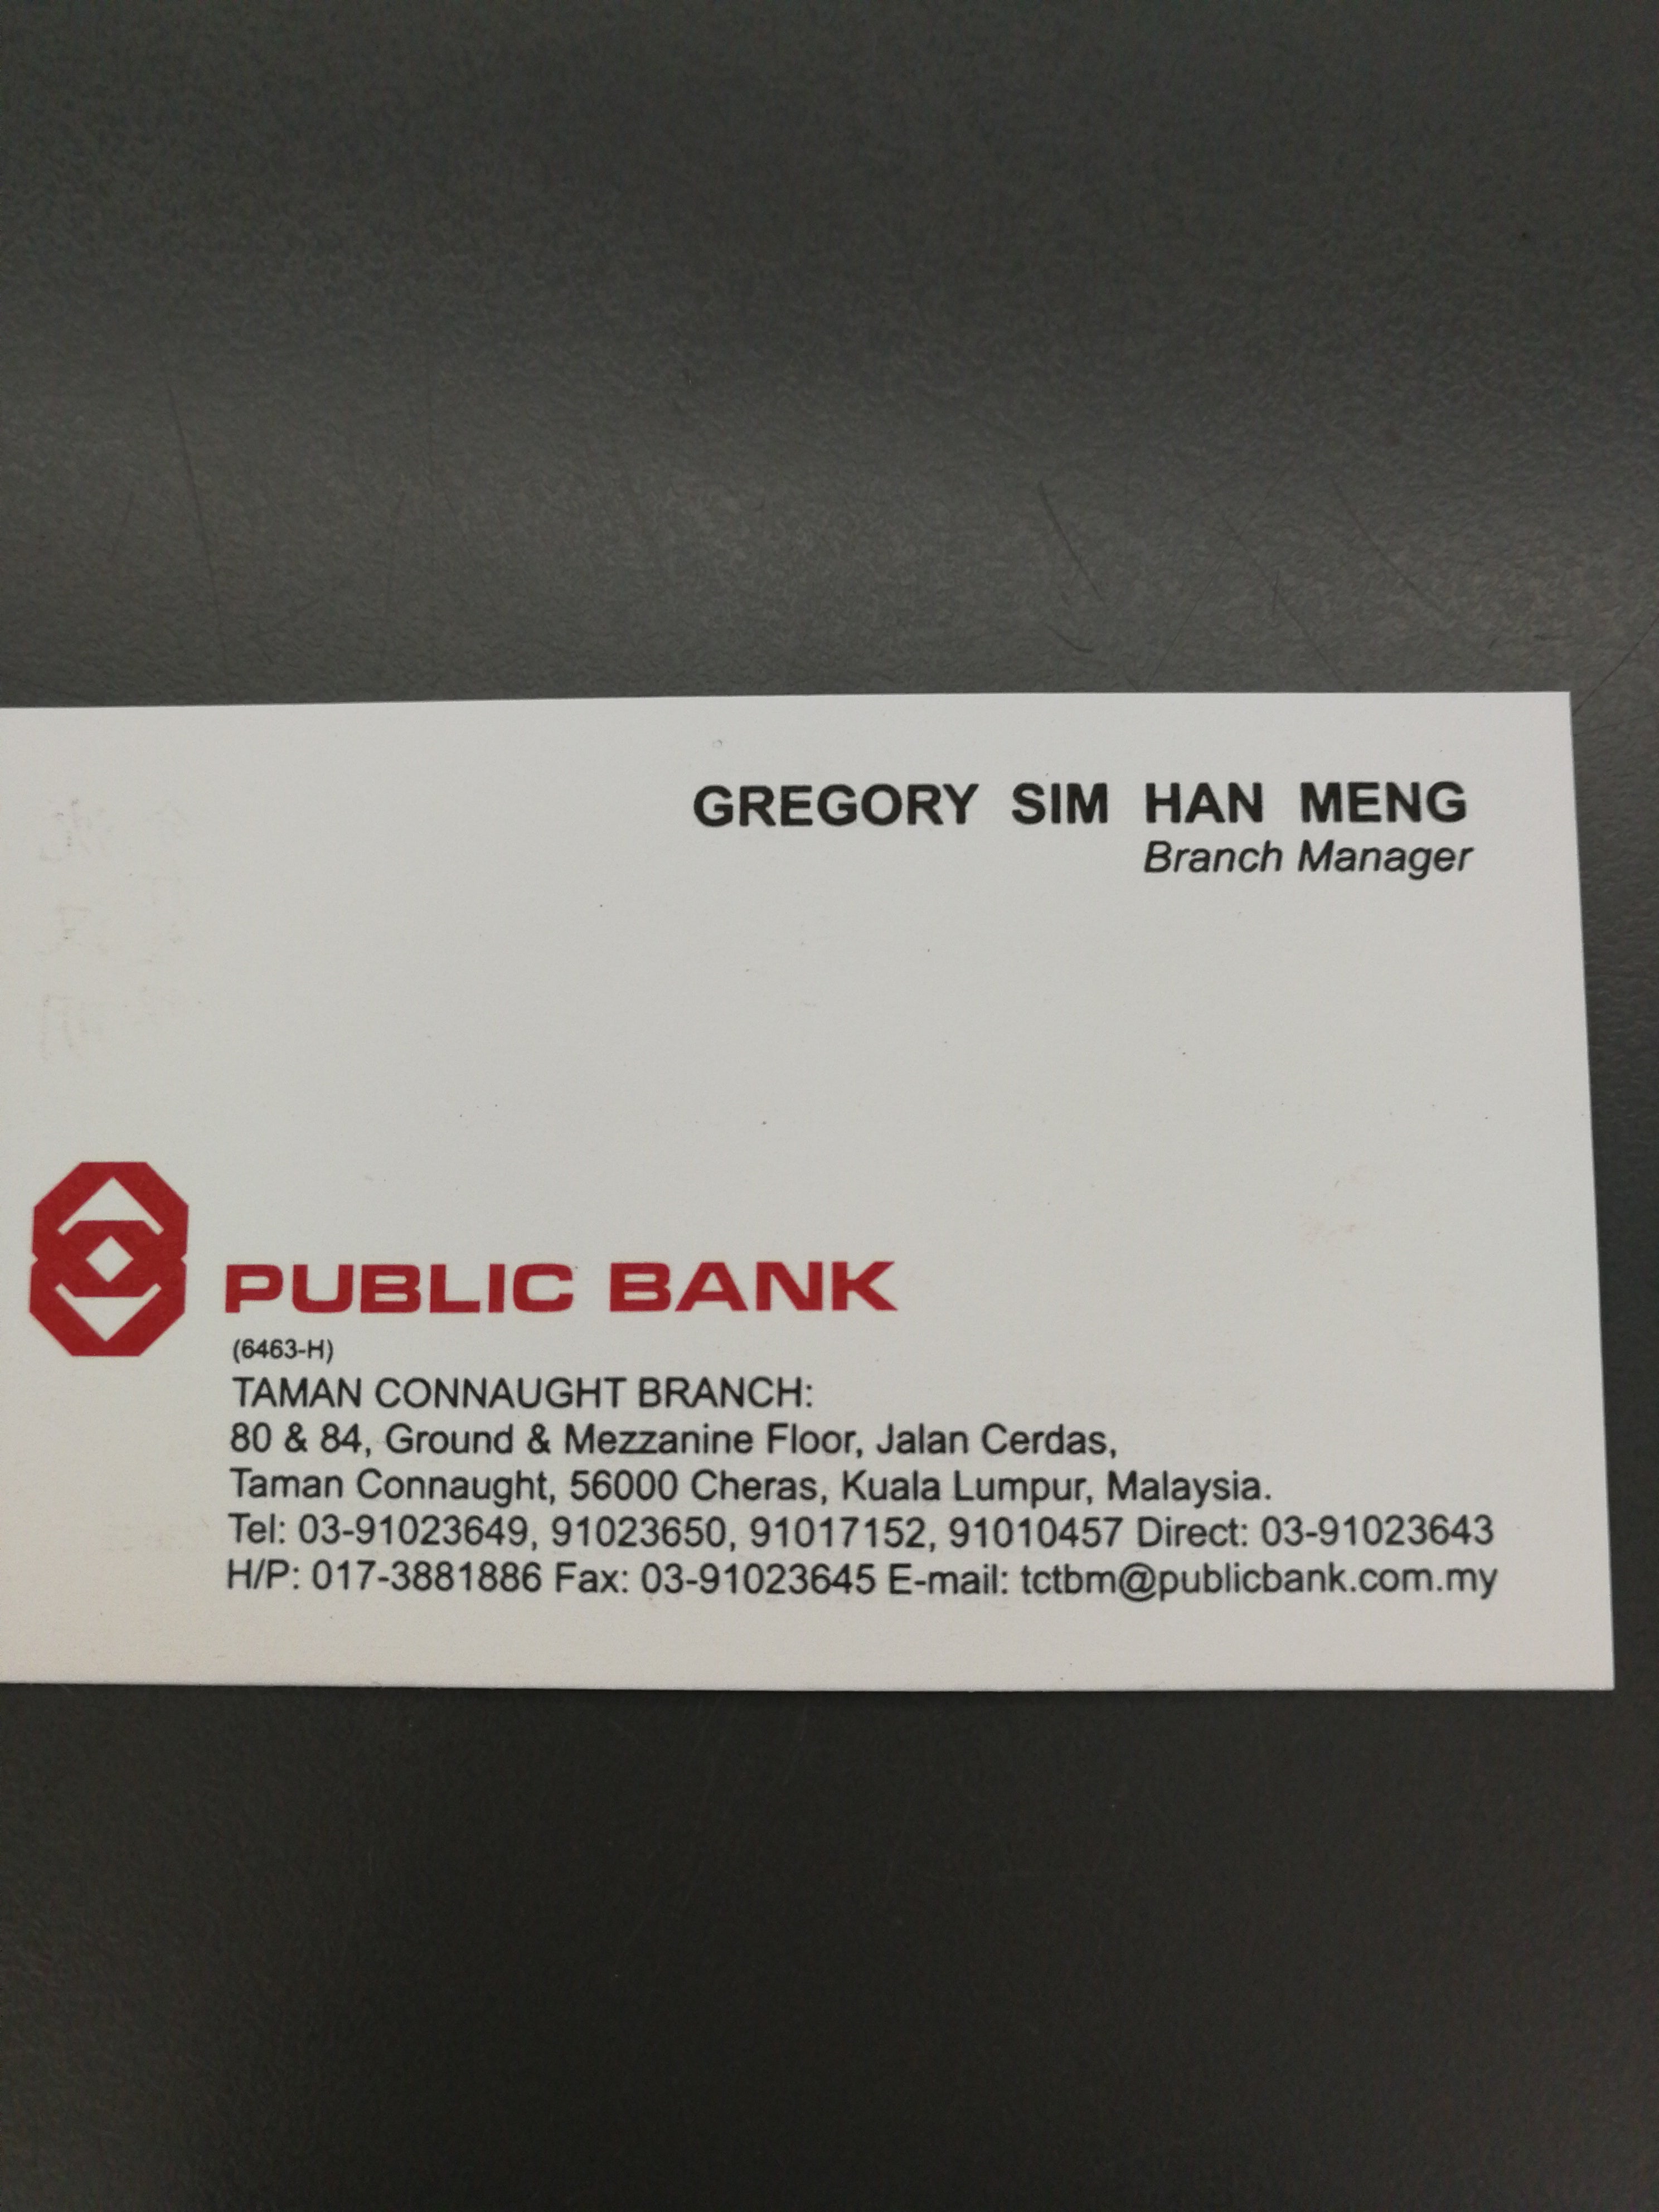 GREGORY SIM HAN MENG
Branch Manager
PUBLIC BANK
(6463-H)
TAMAN CONNAUGHT BRANCH:
80 & 84, Ground & Mezzanine Floor, Jalan Cerdas,
Taman Connaught, 56000 Cheras, Kuala Lumpur, Malaysia.
Tel: 03-91023649, 91023650, 91017152, 91010457 Direct: 03-91023643
H/P: 017-3881886 Fax: 03-91023645 E-mail: tctbm@publicbank.com.my